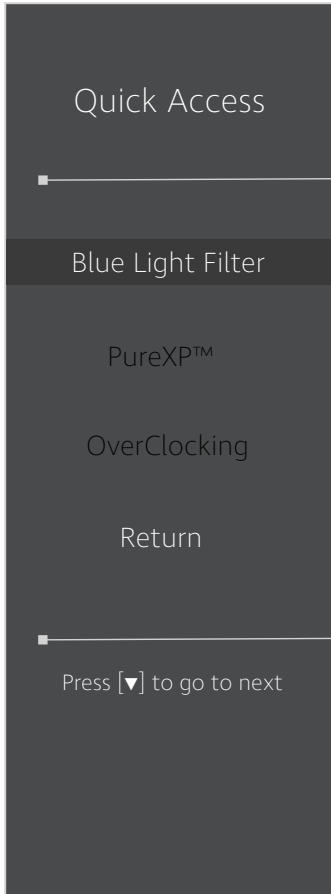 Quick Access
Blue Light Filter
PureXP™
OverClocking
Return
Press [▼] to go to next